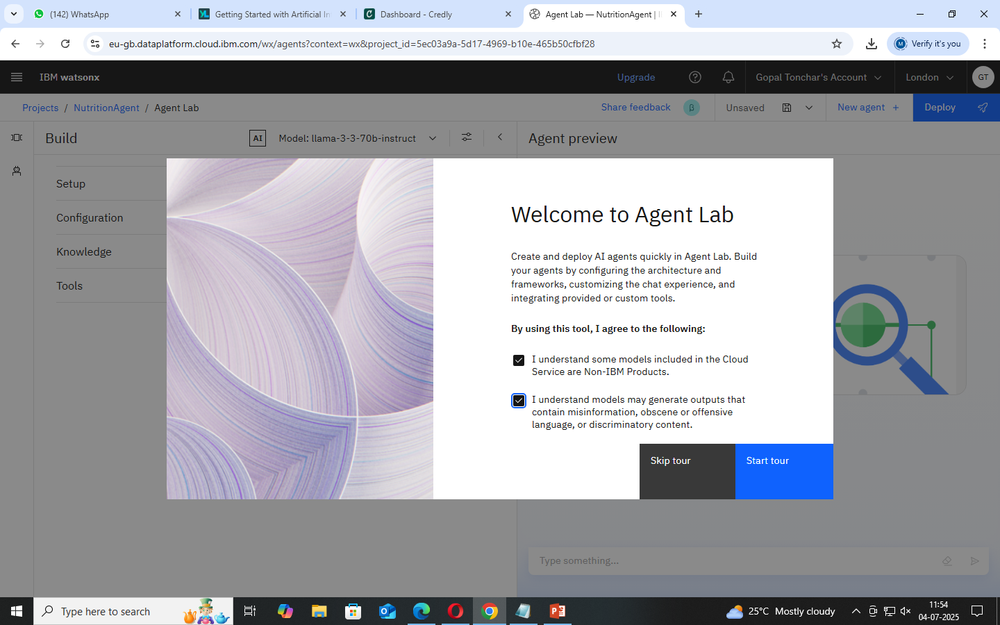 (142) WhatsApp
Getting Started with Artificial In
Dashboard - Credly
Agent Lab — NutritionAgent |
eu-gb.dataplatform.cloud.ibm.com/wx/agents?context=wx&project_id=5ec03a9a-5d17-4969-b10e-465b50cfbf28
M
Verify it's you
IBM watsonx
Upgrade
Gopal Tonchar's Account
London
GT
Projects / NutritionAgent / Agent Lab
Share feedback
β
Unsaved
New agent +
Deploy
Build
AI
Model: llama-3-3-70b-instruct
Agent preview
Setup
Configuration
Knowledge
Tools
Welcome to Agent Lab
Create and deploy AI agents quickly in Agent Lab. Build
your agents by configuring the architecture and
frameworks, customizing the chat experience, and
integrating provided or custom tools.
By using this tool, I agree to the following:
I understand some models included in the Cloud
Service are Non-IBM Products.
I understand models may generate outputs that
contain misinformation, obscene or offensive
language, or discriminatory content.
Skip tour
Start tour
Type something...
Type here to search
25°C Mostly cloudy
11:54
04-07-2025